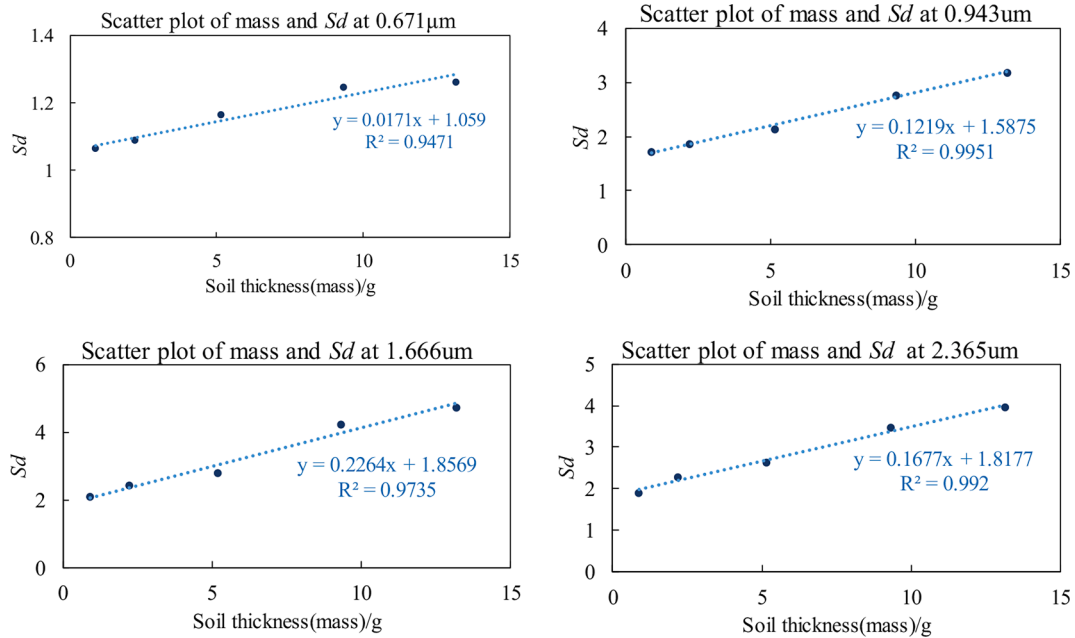 Scatter plot of mass and Sd at 0.671µm
1.4
1.2
1
0.8
Sd
y = 0.0171x + 1.059
R² = 0.9471
0 5 10 15
Soil thickness(mass)/g
Scatter plot of mass and Sd at 0.943um
4
3
2
1
0
Sd
y = 0.1219x + 1.5875
R² = 0.9951
0 5 10 15
Soil thickness(mass)/g
Scatter plot of mass and Sd at 1.666um
6
4
2
0
Sd
y = 0.2264x + 1.8569
R² = 0.9735
0 5 10 15
Soil thickness(mass)/g
Scatter plot of mass and Sd at 2.365um
5
4
3
2
1
0
Sd
y = 0.1677x + 1.8177
R² = 0.992
0 5 10 15
Soil thickness(mass)/g